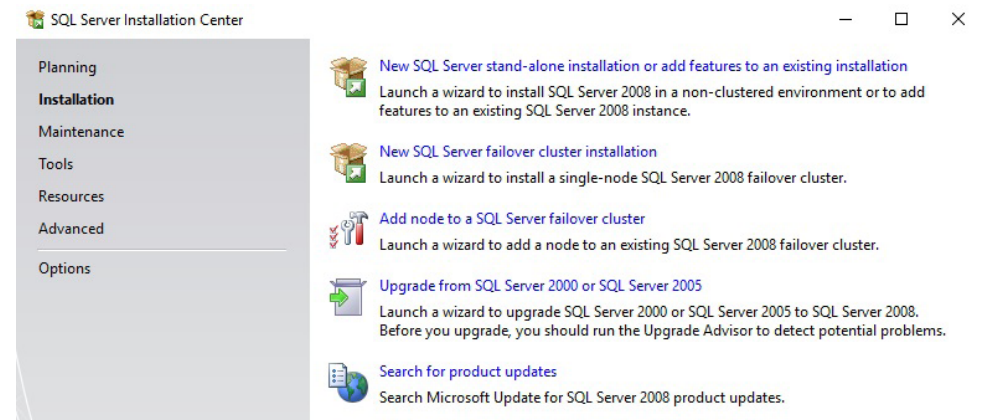 SQL Server Installation Center
Planning
Installation
Maintenance
Tools
Resources
Advanced
Options
New SQL Server stand-alone installation or add features to an existing installation
Launch a wizard to install SQL Server 2008 in a non-clustered environment or to add
features to an existing SQL Server 2008 instance.
New SQL Server failover cluster installation
Launch a wizard to install a single-node SQL Server 2008 failover cluster.
Add node to a SQL Server failover cluster
Launch a wizard to add a node to an existing SQL Server 2008 failover cluster.
Upgrade from SQL Server 2000 or SQL Server 2005
Launch a wizard to upgrade SQL Server 2000 or SQL Server 2005 to SQL Server 2008.
Before you upgrade, you should run the Upgrade Advisor to detect potential problems.
Search for product updates
Search Microsoft Update for SQL Server 2008 product updates.